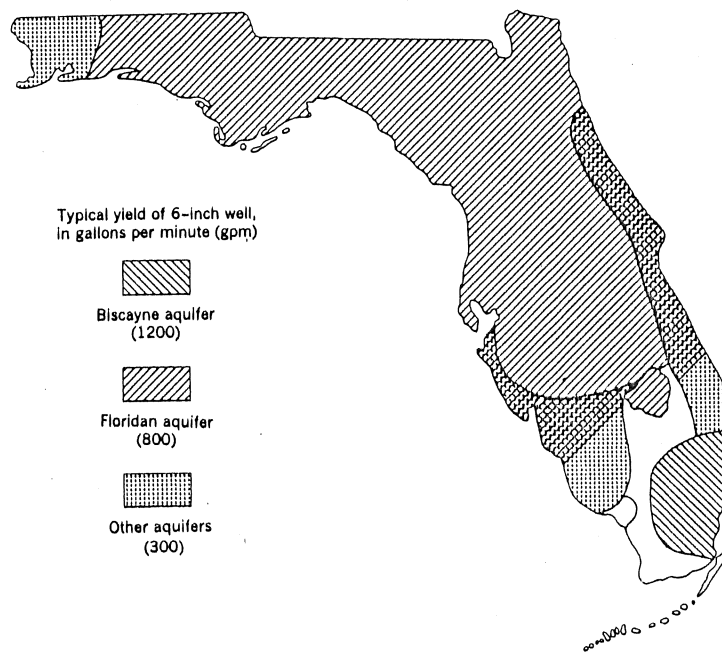 Typical yield of 6-inch well,
in gallons per minute (gpm)
Biscayne aquifer
(1200)
Floridan aquifer
(800)
Other aquifers
(300)